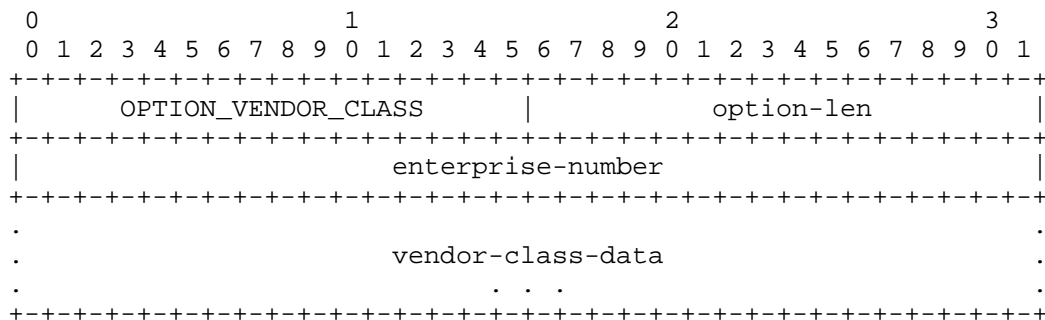 0                   1                   2                   3
 0 1 2 3 4 5 6 7 8 9 0 1 2 3 4 5 6 7 8 9 0 1 2 3 4 5 6 7 8 9 0 1
+-+-+-+-+-+-+-+-+-+-+-+-+-+-+-+-+-+-+-+-+-+-+-+-+-+-+-+-+-+-+-+-+
|      OPTION_VENDOR_CLASS      |           option-len          |
+-+-+-+-+-+-+-+-+-+-+-+-+-+-+-+-+-+-+-+-+-+-+-+-+-+-+-+-+-+-+-+-+
|                       enterprise-number                       |
+-+-+-+-+-+-+-+-+-+-+-+-+-+-+-+-+-+-+-+-+-+-+-+-+-+-+-+-+-+-+-+-+
.                                                               .
.                       vendor-class-data                       .
.                             . . .                             .
+-+-+-+-+-+-+-+-+-+-+-+-+-+-+-+-+-+-+-+-+-+-+-+-+-+-+-+-+-+-+-+-+